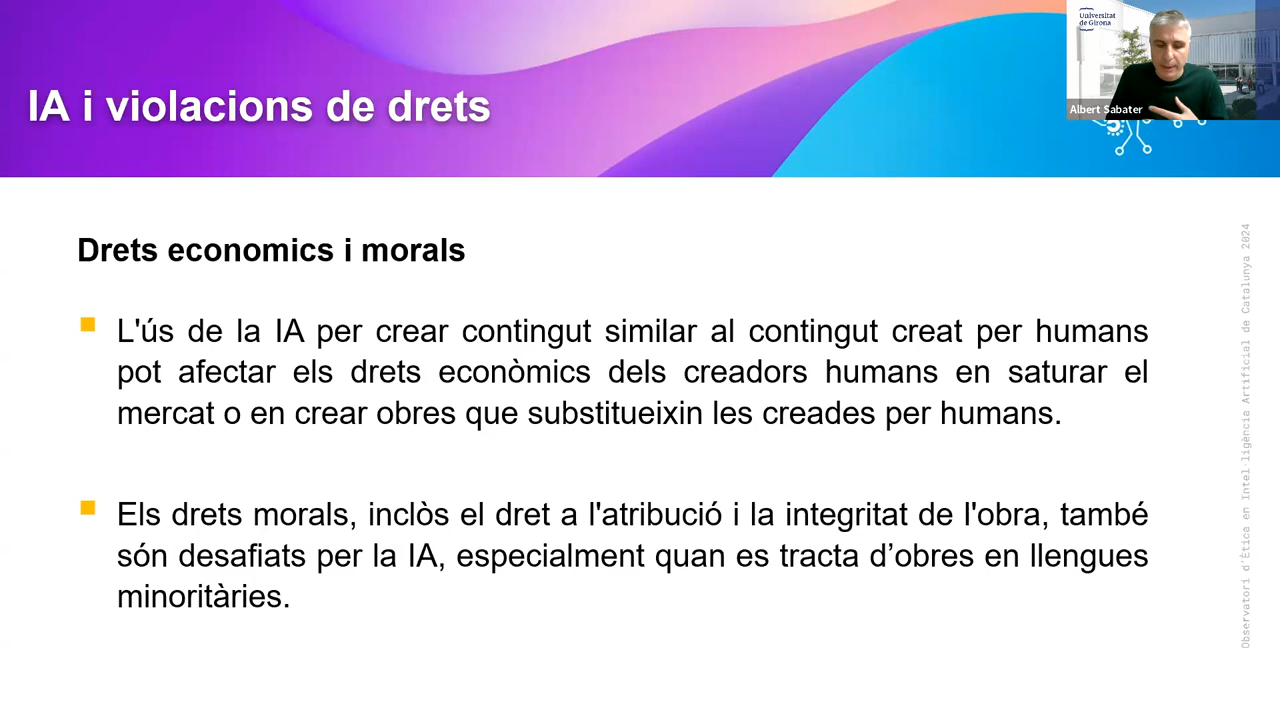 IA i violacions de drets
Universitat
de Girona
Albert Sabater
Drets economics i morals
L'ús de la IA per crear contingut similar al contingut creat per humans
pot afectar els drets econòmics dels creadors humans en saturar el
mercat o en crear obres que substitueixin les creades per humans.
Els drets morals, inclòs el dret a l'atribució i la integritat de l'obra, també
són desafiats per la IA, especialment quan es tracta d’obres en llengues
minoritàries.
Observatori d'Ètica en Intel·ligència Artificial de Catalunya 2024